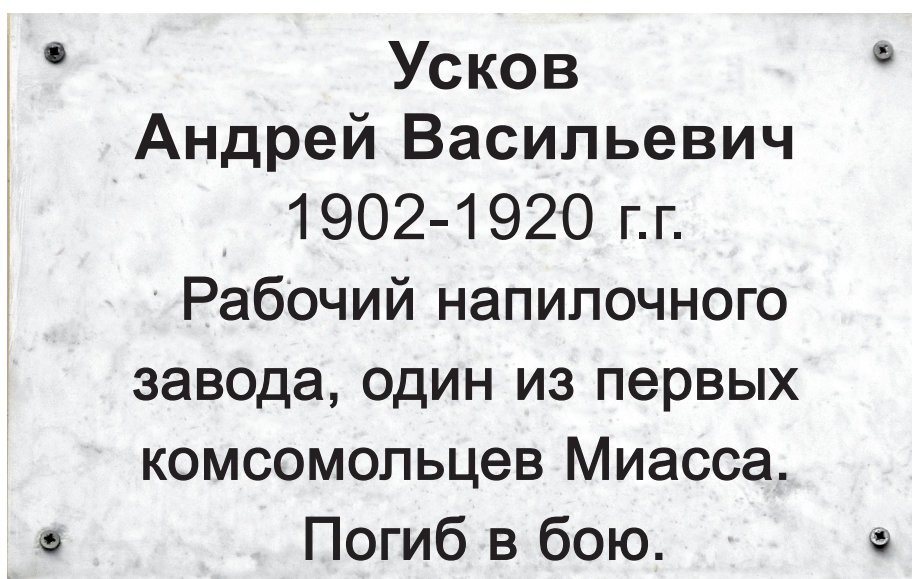 Усков
Андрей Васильевич
1902-1920 г.г.
Рабочий напилочного
завода, один из первых
комсомольцев Миасса.
Погиб в бою.